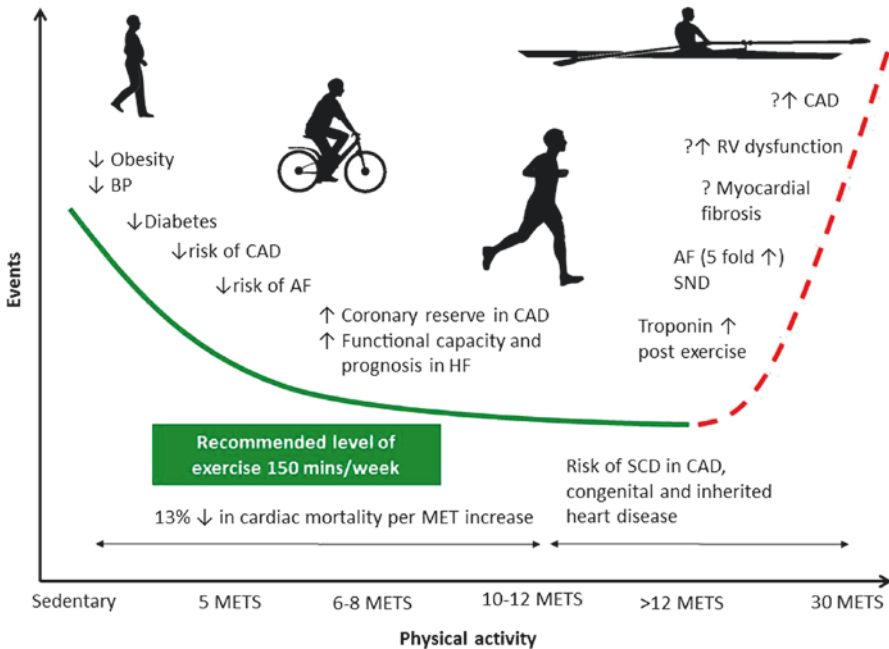 ?↑ CAD
?↑ RV dysfunction
? Myocardial
fibrosis
AF (5 fold ↑)
SND
Troponin ↑
post exercise
↓ Obesity
↓ BP
↓Diabetes
↓risk of CAD
↓risk of AF
↑ Coronary reserve in CAD
↑ Functional capacity and
prognosis in HF
Events
Recommended level of
exercise 150 mins/week
Risk of SCD in CAD,
congenital and inherited
heart disease
13% ↓ in cardiac mortality per MET increase
Sedentary
5 METS
6-8 METS
10-12 METS
>12 METS
30 METS
Physical activity